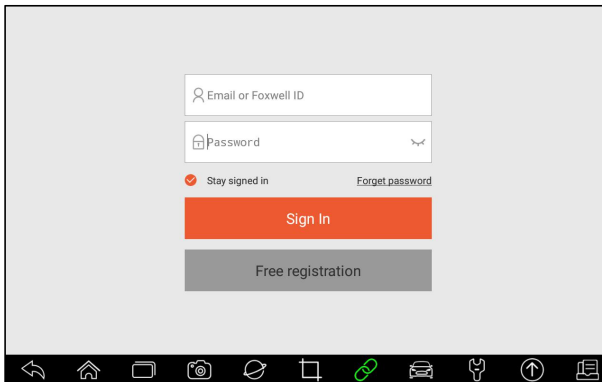 Email or Foxwell ID
Password
Stay signed in Forget password
Sign In
Free registration